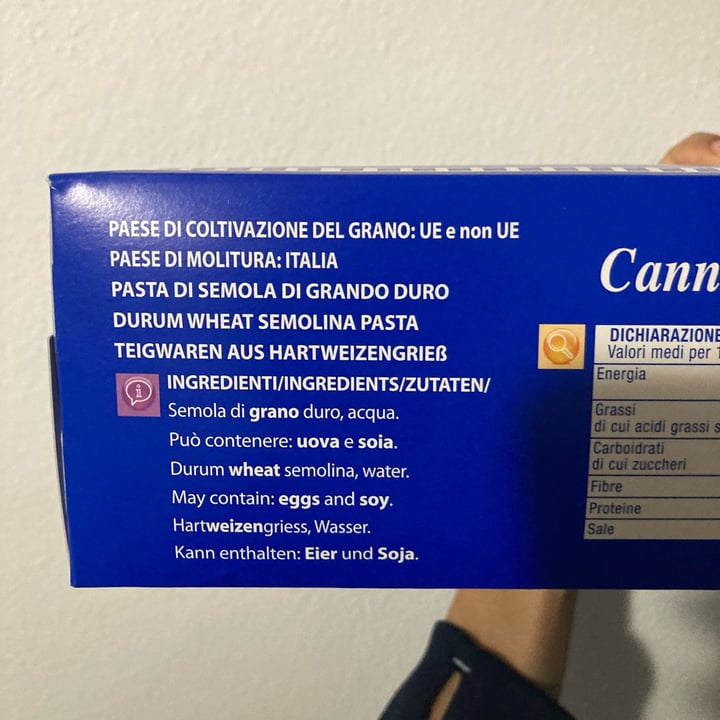 PAESE DI COLTIVAZIONE DEL GRANO: UE e non UE
PAESE DI MOLITURA: ITALIA
PASTA DI SEMOLA DI GRANDO DURO
DURUM WHEAT SEMOLINA PASTA
TEIGWAREN AUS HARTWEIZENGRIEß
INGREDIENTI/INGREDIENTS/ZUTATEN/
Semola di grano duro, acqua.
Può contenere: uova e soia.
Durum wheat semolina, water.
May contain: eggs and soy.
Hartweizengriess, Wasser.
Kann enthalten: Eier und Soja.
Cann
DICHIARAZIONE
Valori medi per 1
Energia
Grassi
di cui acidi grassi s
Carboidrati
di cui zuccheri
Fibre
Proteine
Sale